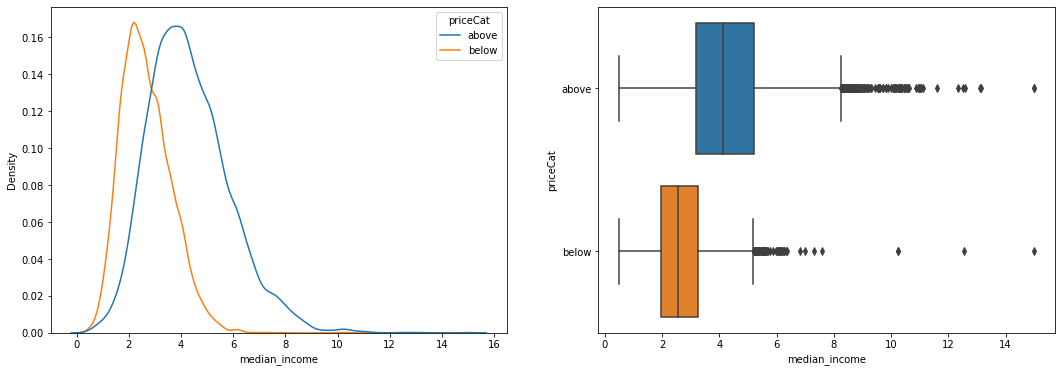 priceCat
above
below
0.16
0.14
0.12
0.10
0.08
0.06
0.04
0.02
0.00
Density
0 2 4 6 8 10 12 14 16
median_income
above
below
priceCat
0 2 4 6 8 10 12 14
median_income